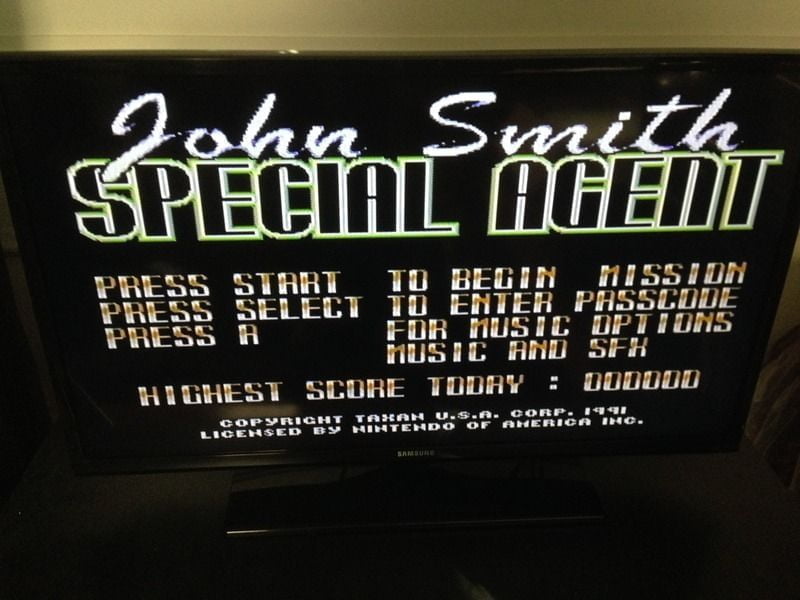 John Smith
SPECIAL AGENT
PRESS START TO BEGIN MISSION
PRESS SELECT TO ENTER PASSCODE
PRESS A FOR MUSIC OPTIONS
MUSIC AND SFX
HIGHEST SCORE TODAY : 000000
COPYRIGHT TAXAN U.S.A. CORP. 1991
LICENSED BY NINTENDO OF AMERICA INC.
SAMSUNG